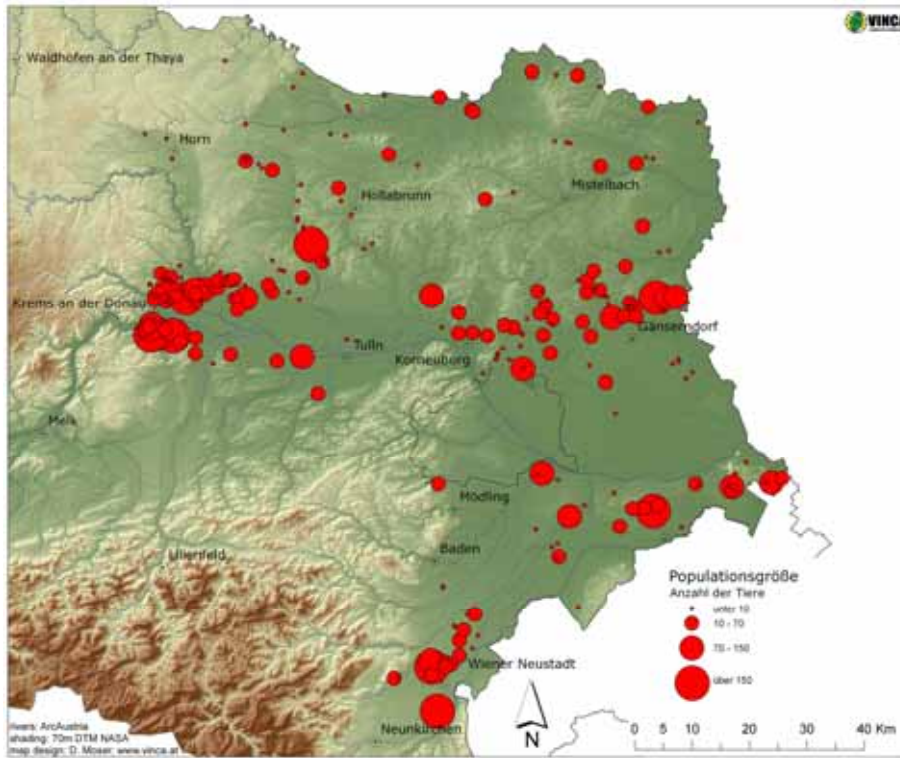 VINCA
Waidhofen an der Thaya
Horn
Mistelbach
Hollabrunn
Krems an der Donau
Gänserndorf
Tulln
Korneuburg
Melk
Mödling
Lilienfeld
Baden
Populationsgröße
Anzahl der Tiere
unter 10
10 - 70
70 - 150
über 150
Wiener Neustadt
Neunkirchen
N
0 5 10 20 30 40 Km
rivers: ArcAustria
shading: 70m DTM NASA
map design: D. Moser: www.vinca.at